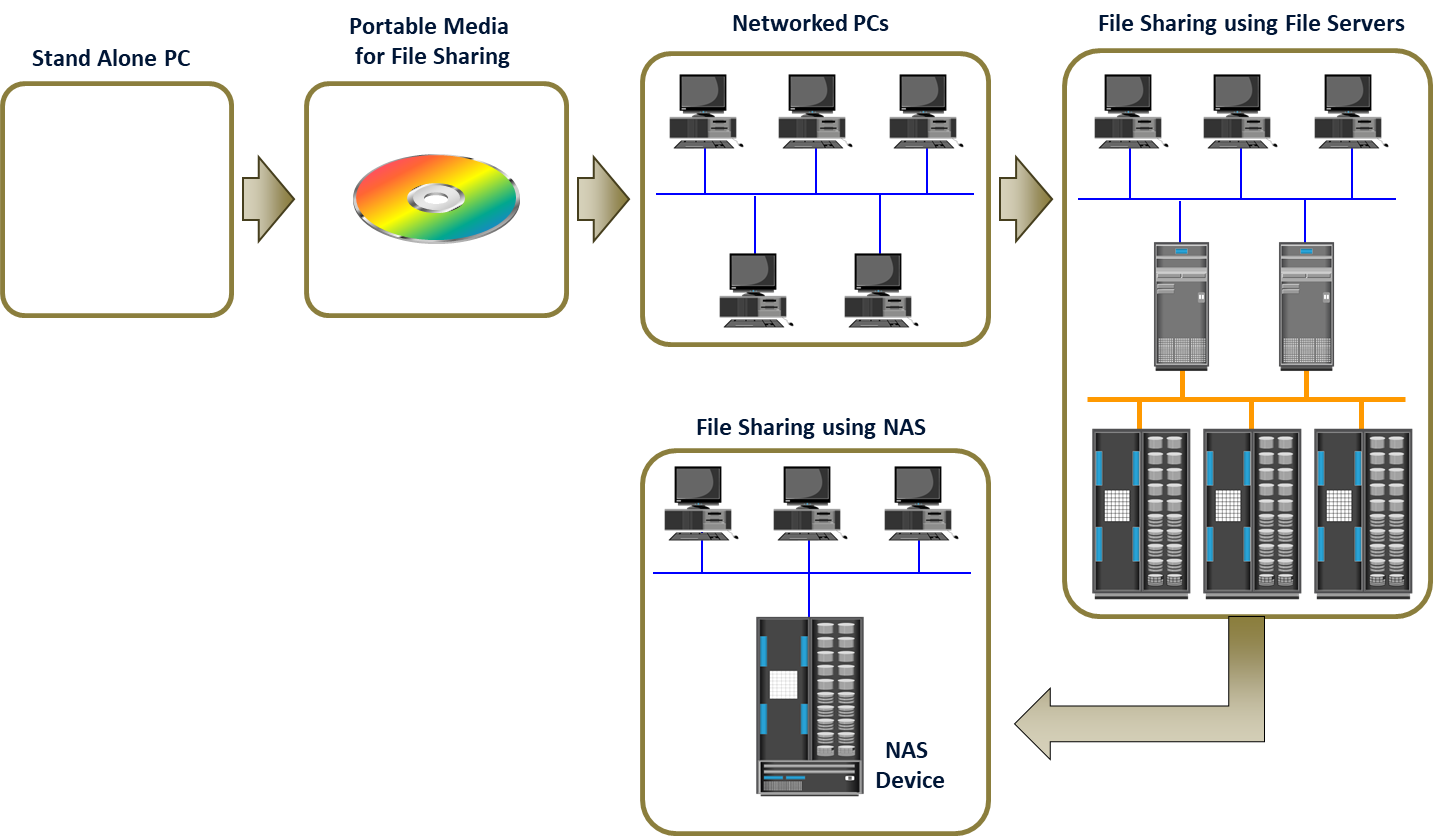 Stand Alone PC
Portable Media
for File Sharing
Networked PCs
File Sharing using File Servers
File Sharing using NAS
NAS
Device